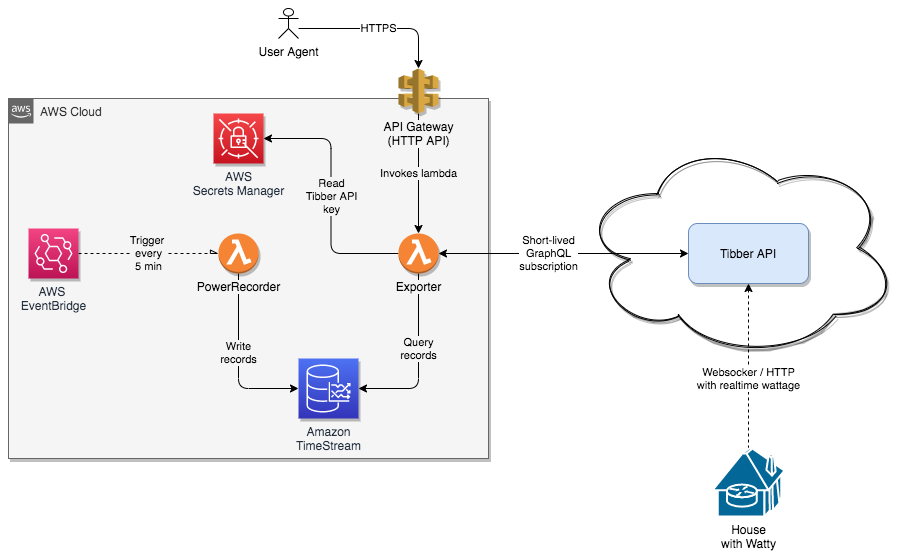 HTTPS
User Agent
aws
AWS Cloud
API Gateway
(HTTP API)
AWS
Secrets Manager
Read
Tibber API
key
Invokes lambda
Trigger
every
5 min
Short-lived
GraphQL
subscription
Tibber API
AWS
EventBridge
PowerRecorder
Exporter
Write
records
Query
records
Websocker / HTTP
with realtime wattage
Amazon
TimeStream
House
with Watty